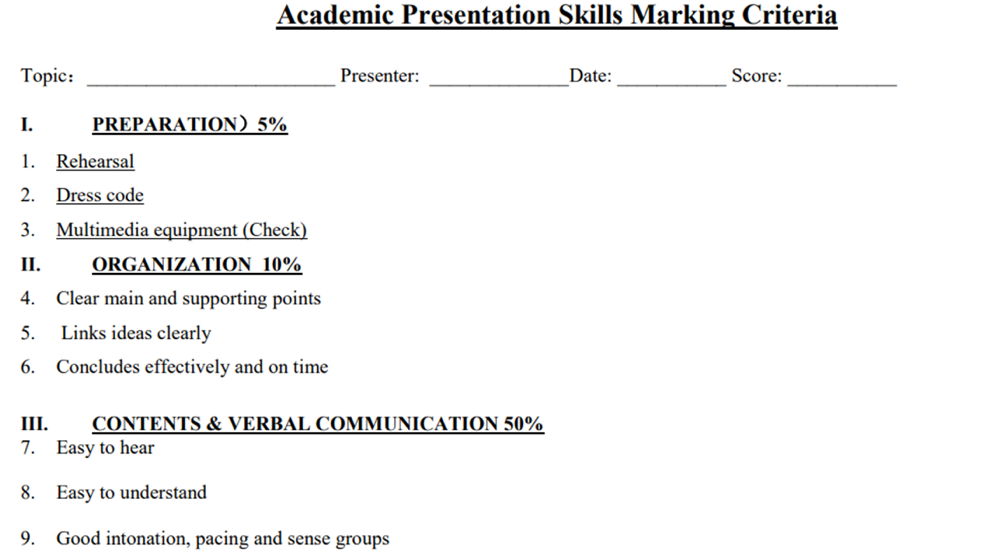 Academic Presentation Skills Marking Criteria
Topic： _________________________ Presenter: ______________Date: ___________ Score: ___________
I. PREPARATION）5%
1. Rehearsal
2. Dress code
3. Multimedia equipment (Check)
II. ORGANIZATION 10%
4. Clear main and supporting points
5. Links ideas clearly
6. Concludes effectively and on time
III. CONTENTS & VERBAL COMMUNICATION 50%
7. Easy to hear
8. Easy to understand
9. Good intonation, pacing and sense groups